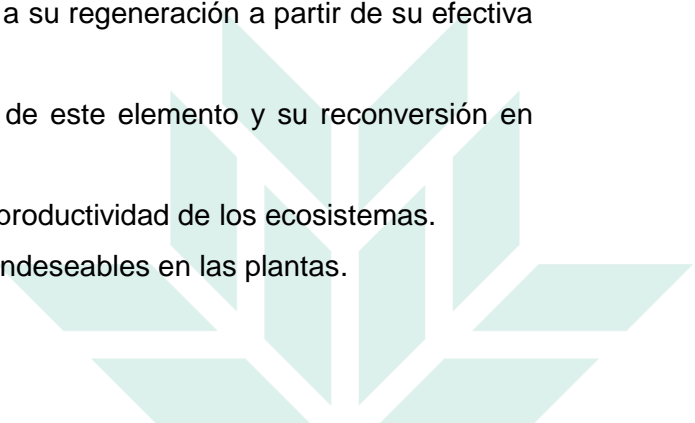 a su regeneración a partir de su efectiva
de este elemento y su reconversión en
productividad de los ecosistemas.
ndeseables en las plantas.